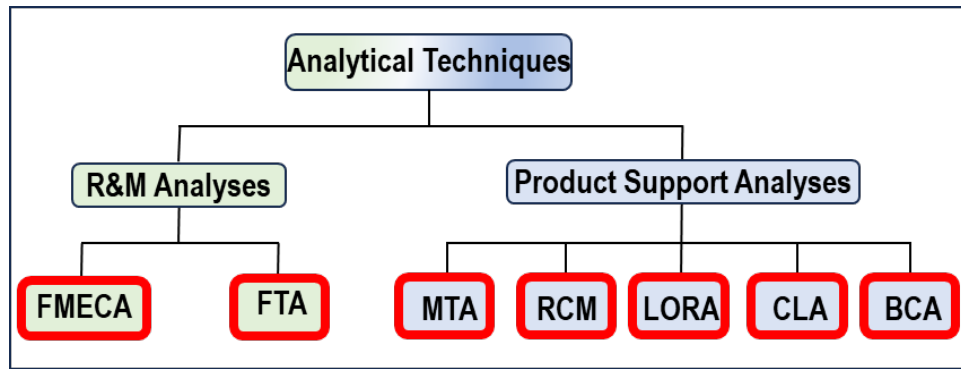 Analytical Techniques
R&M Analyses
Product Support Analyses
FMECA
FTA
MTA
RCM
LORA
CLA
BCA